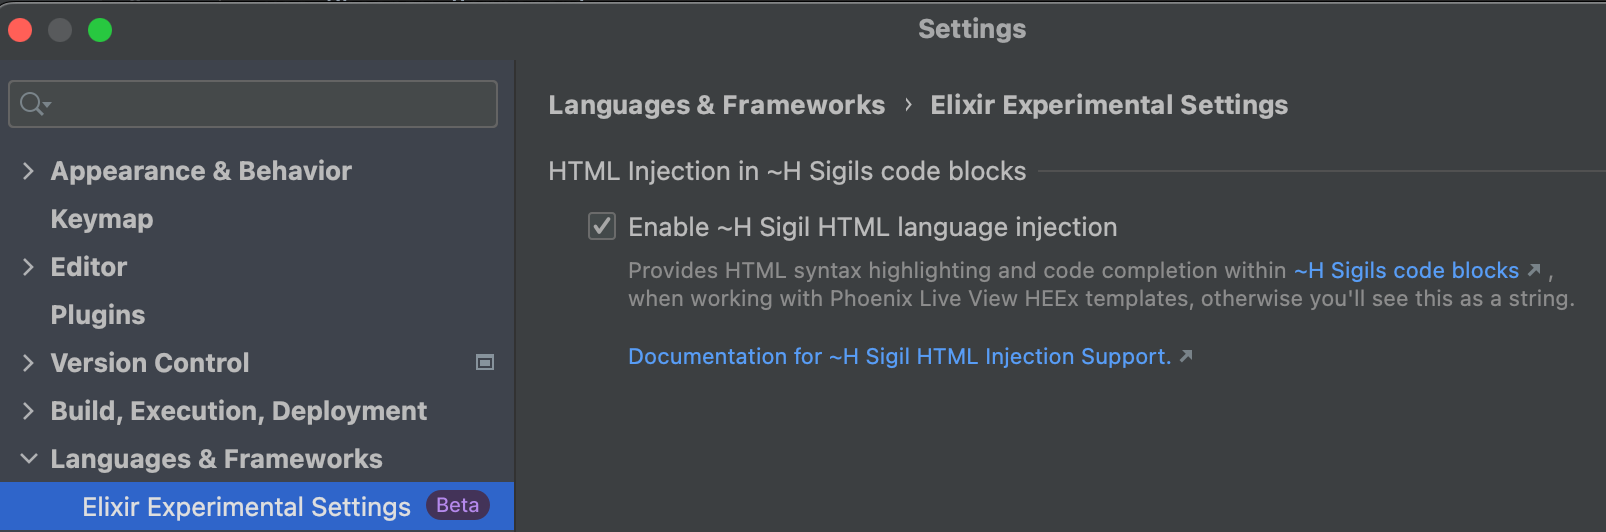 Settings
Appearance & Behavior
Keymap
Editor
Plugins
Version Control
Build, Execution, Deployment
Languages & Frameworks
Elixir Experimental Settings Beta
Languages & Frameworks › Elixir Experimental Settings
HTML Injection in ~H Sigils code blocks
Enable ~H Sigil HTML language injection
Provides HTML syntax highlighting and code completion within ~H Sigils code blocks ↗ ,
when working with Phoenix Live View HEEx templates, otherwise you'll see this as a string.
Documentation for ~H Sigil HTML Injection Support. ↗